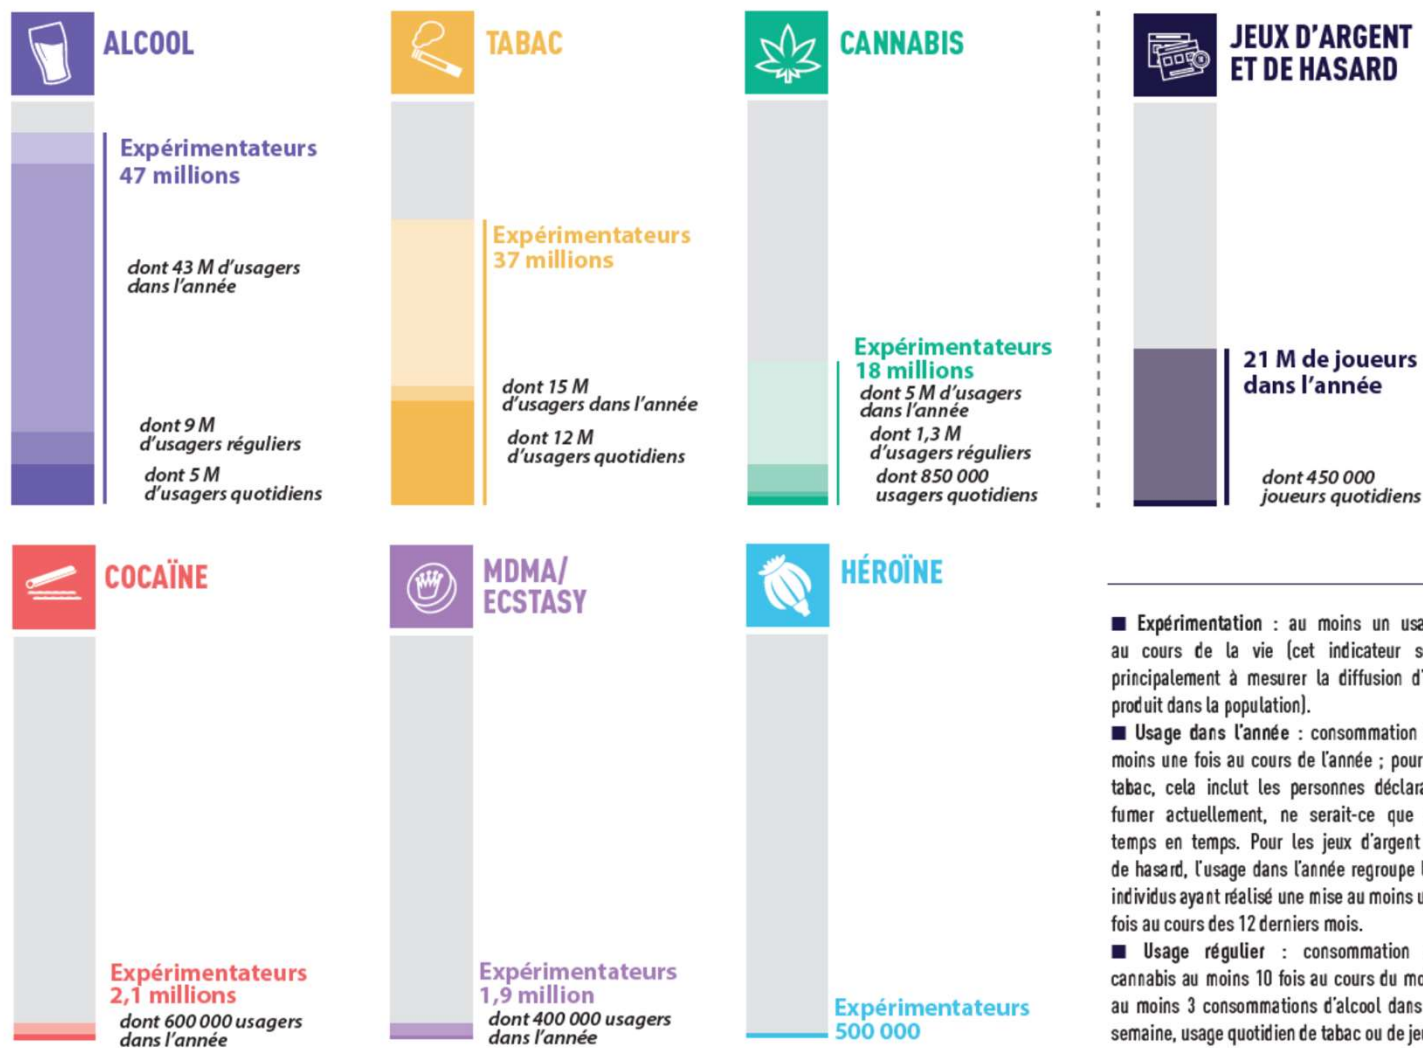 ALCOOL
Expérimentateurs
47 millions
dont 43 M d'usagers
dans l'année
dont 9 M
d'usagers réguliers
dont 5 M
d'usagers quotidiens
TABAC
Expérimentateurs
37 millions
dont 15 M
d'usagers dans l'année
dont 12 M
d'usagers quotidiens
CANNABIS
Expérimentateurs
18 millions
dont 5 M d'usagers
dans l'année
dont 1,3 M
d'usagers réguliers
dont 850 000
usagers quotidiens
JEUX D'ARGENT
ET DE HASARD
21 M de joueurs
dans l'année
dont 450 000
joueurs quotidiens
COCAÏNE
Expérimentateurs
2,1 millions
dont 600 000 usagers
dans l'année
MDMA/
ECSTASY
Expérimentateurs
1,9 million
dont 400 000 usagers
dans l'année
HÉROÏNE
Expérimentateurs
500 000
■ Expérimentation : au moins un
au cours de la vie (cet indicateur
principalement à mesurer la diffusion
produit dans la population).
■ Usage dans l'année : consommation
moins une fois au cours de l'année ; pour
tabac, cela inclut les personnes
fumer actuellement, ne serait-ce que
temps en temps. Pour les jeux d'argent
de hasard, l'usage dans l'année regroupe
individus ayant réalisé une mise au moins
fois au cours des 12 derniers mois.
■ Usage régulier : consommation
cannabis au moins 10 fois au cours du
au moins 3 consommations d'alcool dans
semaine, usage quotidien de tabac ou de